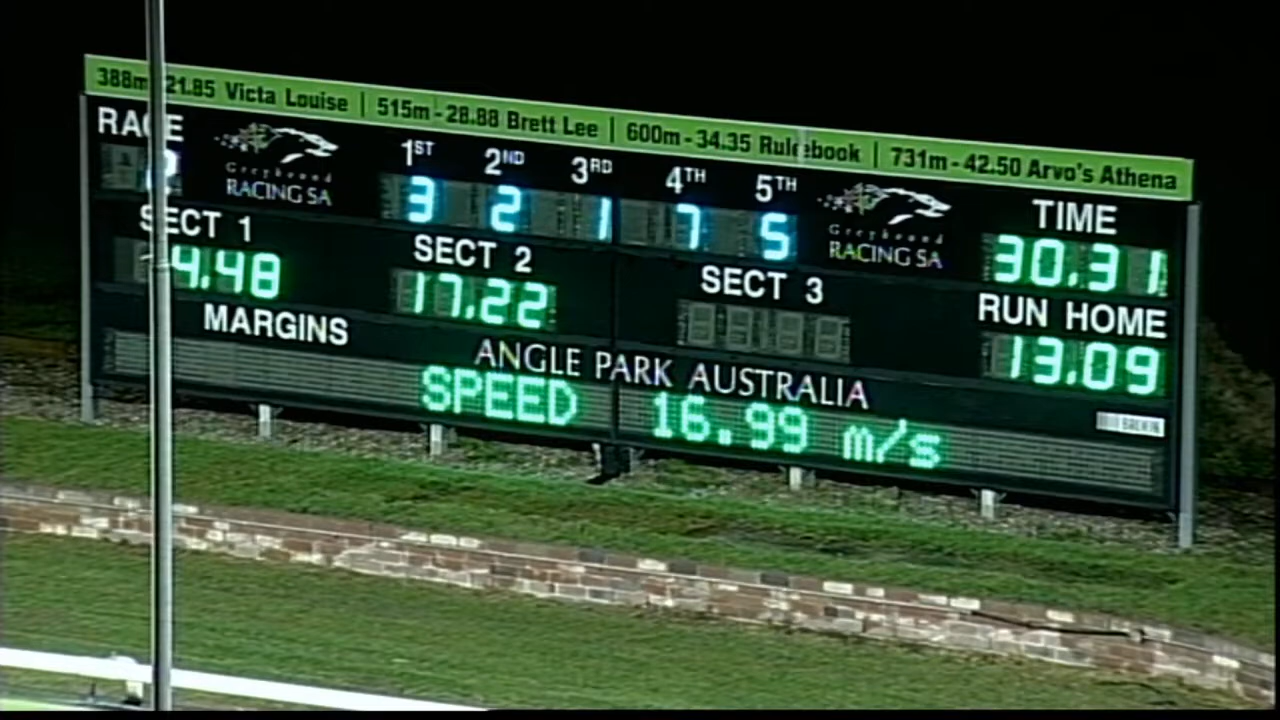 388m 21.85 Victa Louise | 515m - 28.88 Brett Lee | 600m - 34.35 Rulebook | 731m - 42.50 Arvo's Athena
RACE
Greyhound
RACING SA
1ST 2ND 3RD 4TH 5TH
3 2 1 7 5
Greyhound
RACING SA
TIME
30.31
SECT 1
4.48
SECT 2
17.22
SECT 3
RUN HOME
13.09
MARGINS
ANGLE PARK AUSTRALIA
SPEED 16.99 m/s